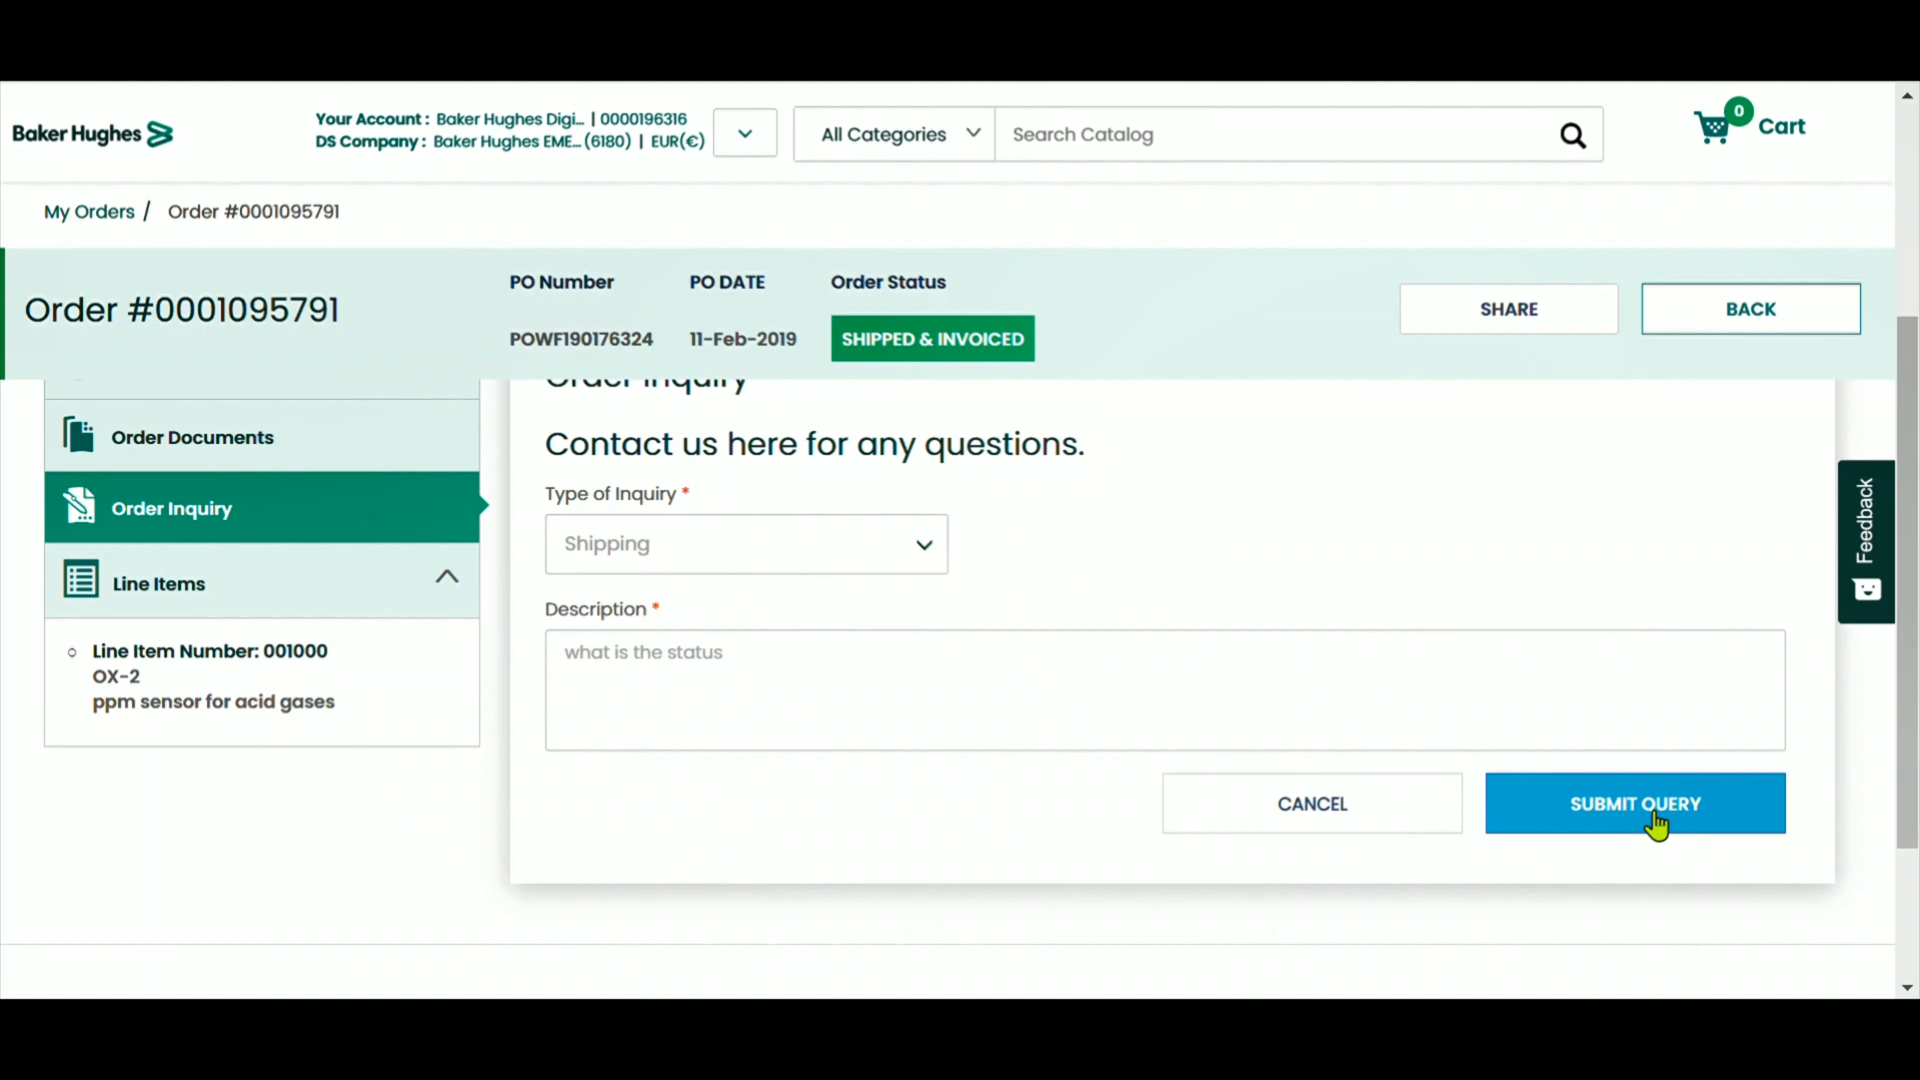 Baker Hughes
Your Account : Baker Hughes Digi... | 0000196316
DS Company : Baker Hughes EME... (6180) | EUR(€)
All Categories
Search Catalog
0
Cart
My Orders / Order #0001095791
Order #0001095791
PO Number
PO DATE
Order Status
POWF190176324
11-Feb-2019
SHIPPED & INVOICED
SHARE
BACK
Order Inquiry
Order Documents
Order Inquiry
Line Items
Line Item Number: 001000
OX-2
ppm sensor for acid gases
Contact us here for any questions.
Type of Inquiry *
Shipping
Description *
what is the status
CANCEL
SUBMIT QUERY
Feedback